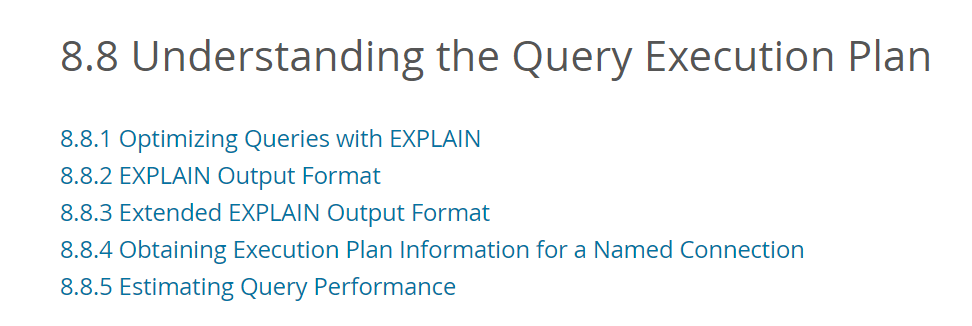 8.8 Understanding the Query Execution Plan
8.8.1 Optimizing Queries with EXPLAIN
8.8.2 EXPLAIN Output Format
8.8.3 Extended EXPLAIN Output Format
8.8.4 Obtaining Execution Plan Information for a Named Connection
8.8.5 Estimating Query Performance